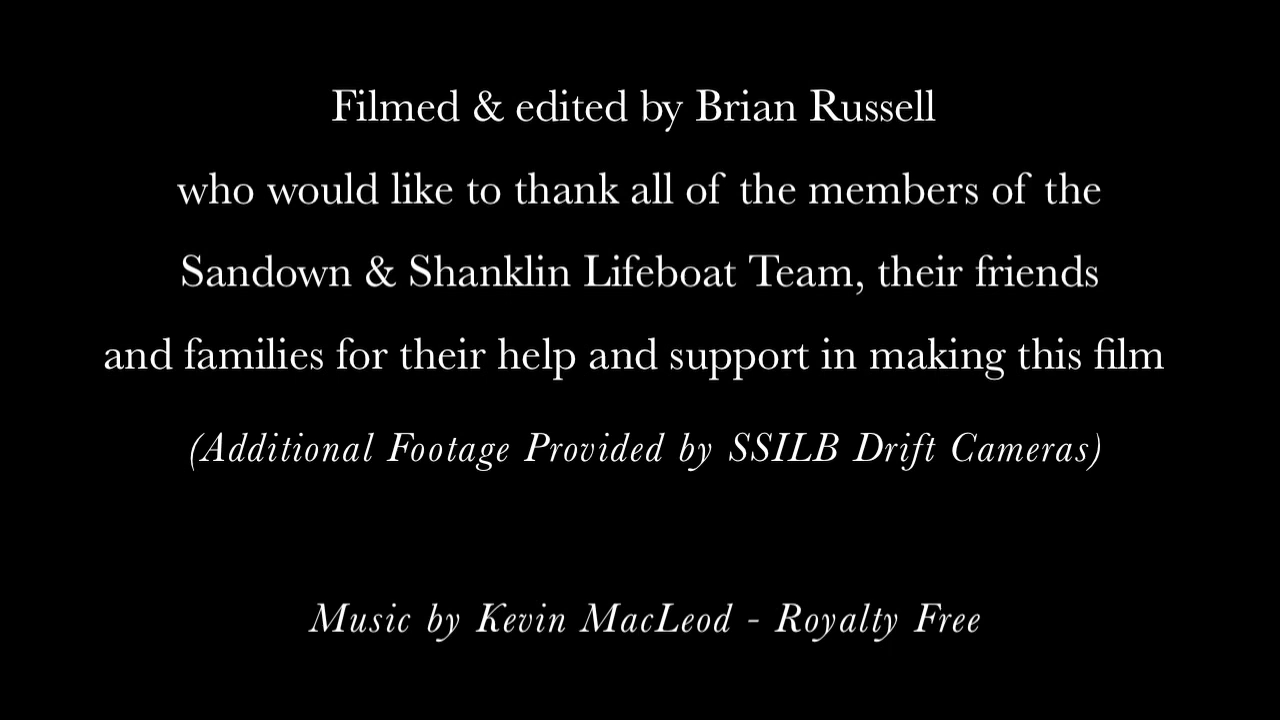 Filmed & edited by Brian Russell
who would like to thank all of the members of the
Sandown & Shanklin Lifeboat Team, their friends
and families for their help and support in making this film
(Additional Footage Provided by SSILB Drift Cameras)
Music by Kevin MacLeod - Royalty Free